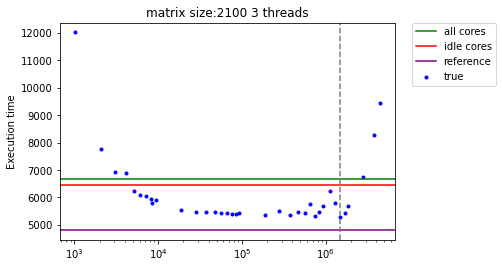 matrix size:2100 3 threads
Execution time
12000
11000
10000
9000
8000
7000
6000
5000
10³
10⁴
10⁵
10⁶
all cores
idle cores
reference
true